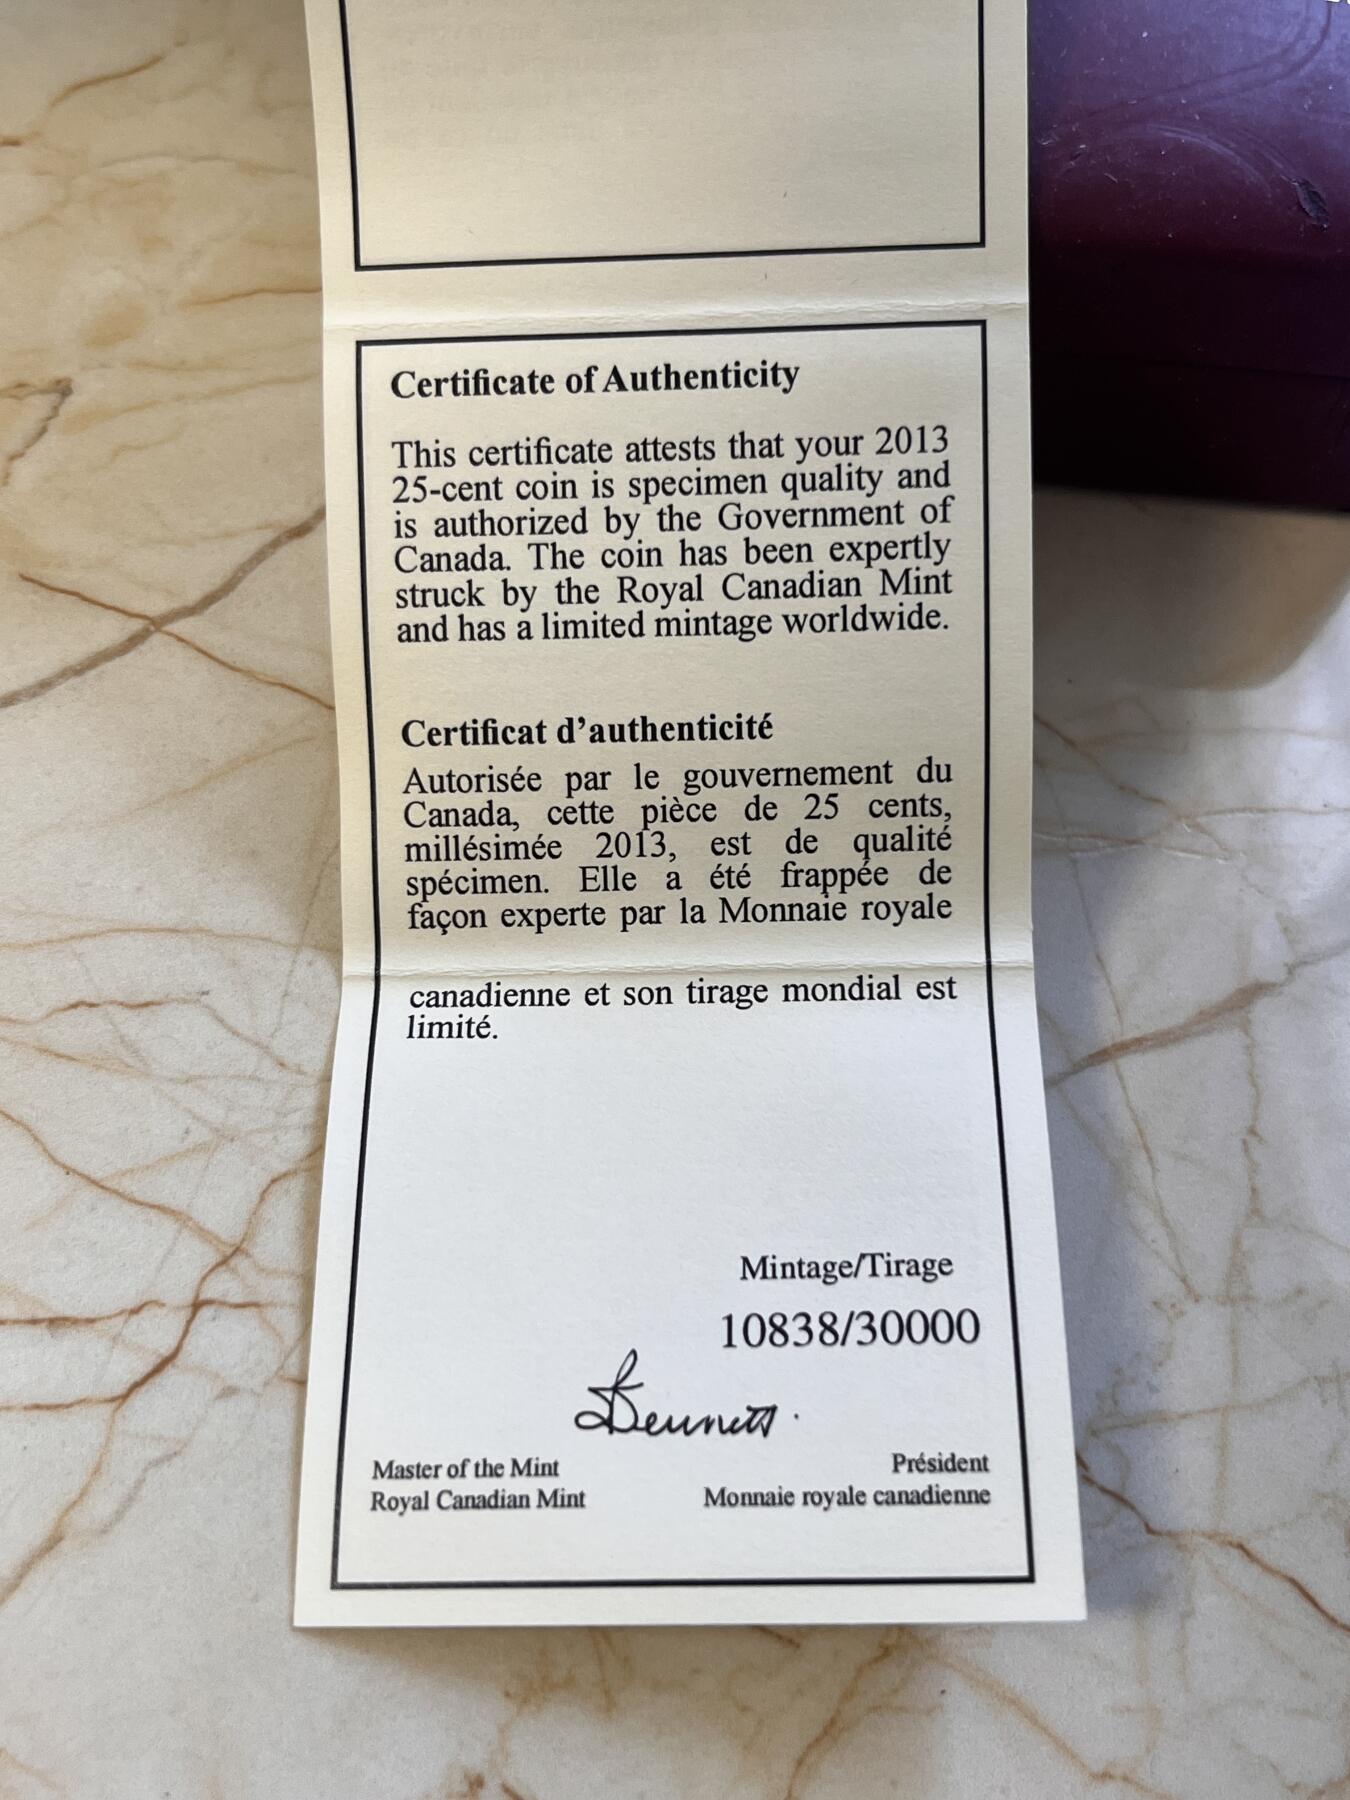 Certificate of Authenticity
This certificate attests that your 2013
25-cent coin is specimen quality and
is authorized by the Government of
Canada. The coin has been expertly
struck by the Royal Canadian Mint
and has a limited mintage worldwide.
Certificat d’authenticité
Autorisée par le gouvernement du
Canada, cette pièce de 25 cents,
millésimée 2013, est de qualité
spécimen. Elle a été frappée de
façon experte par la Monnaie royale
canadienne et son tirage mondial est
limité.
Mintage/Tirage
10838/30000
Bennett
Master of the Mint
Royal Canadian Mint
Président
Monnaie royale canadienne